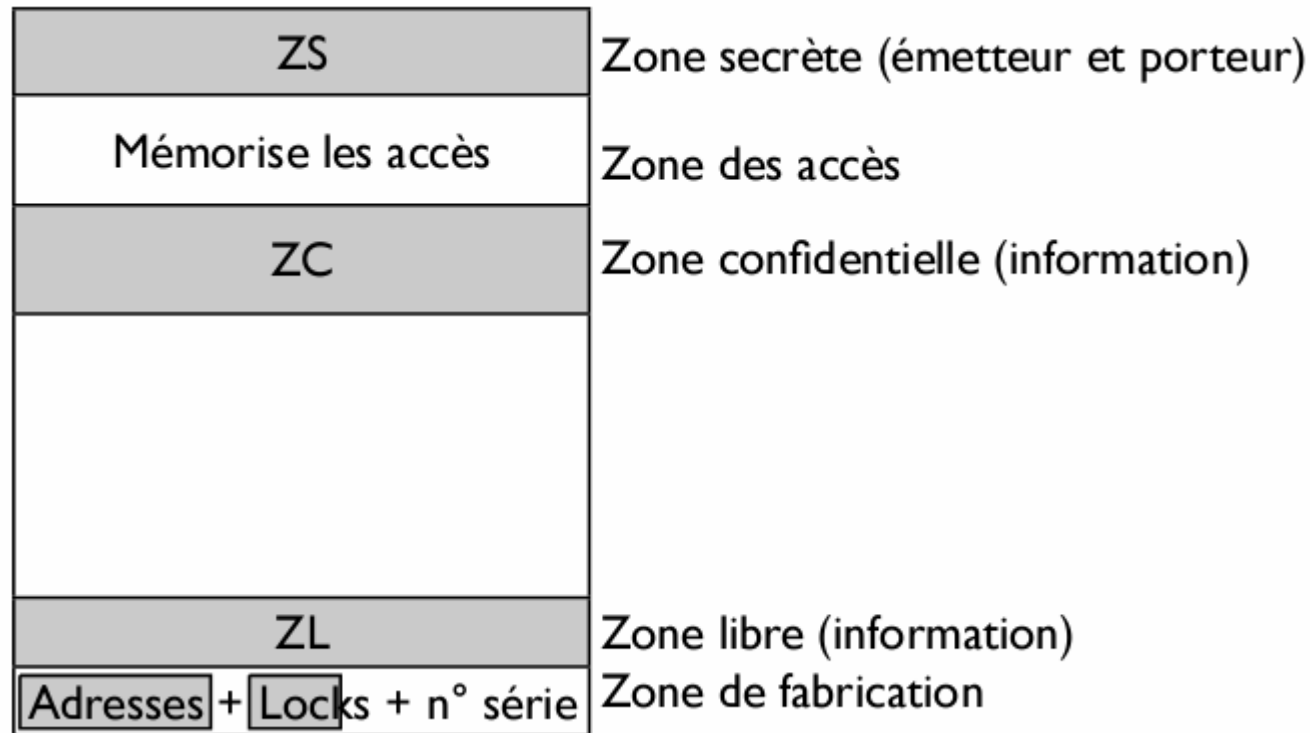 ZS
Zone secrète (émetteur et porteur)
Mémorise les accès
Zone des accès
ZC
Zone confidentielle (information)
ZL
Zone libre (information)
Adresses + Locks + n° série
Zone de fabrication